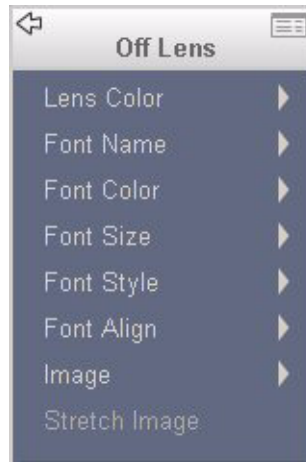 Off Lens
Lens Color
Font Name
Font Color
Font Size
Font Style
Font Align
Image
Stretch Image